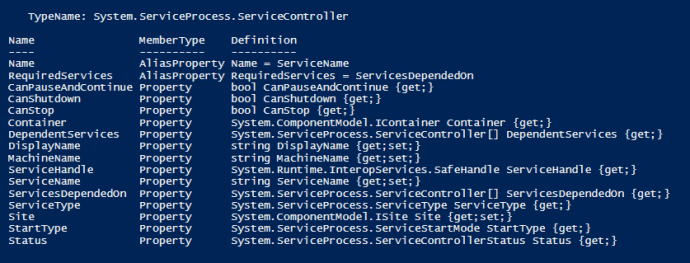 TypeName: System.ServiceProcess.ServiceController
Name MemberType Definition
---- ---------- ----------
Name AliasProperty Name = ServiceName
RequiredServices AliasProperty RequiredServices = ServicesDependedOn
CanPauseAndContinue Property bool CanPauseAndContinue {get;}
CanShutdown Property bool CanShutdown {get;}
CanStop Property bool CanStop {get;}
Container Property System.ComponentModel.IContainer Container {get;}
DependentServices Property System.ServiceProcess.ServiceController[] DependentServices {get;}
DisplayName Property string DisplayName {get;set;}
MachineName Property string MachineName {get;set;}
ServiceHandle Property System.Runtime.InteropServices.SafeHandle ServiceHandle {get;}
ServiceName Property string ServiceName {get;set;}
ServicesDependedOn Property System.ServiceProcess.ServiceController[] ServicesDependedOn {get;}
ServiceType Property System.ServiceProcess.ServiceType ServiceType {get;}
Site Property System.ComponentModel.ISite Site {get;set;}
StartType Property System.ServiceProcess.ServiceStartMode StartType {get;}
Status Property System.ServiceProcess.ServiceControllerStatus Status {get;}